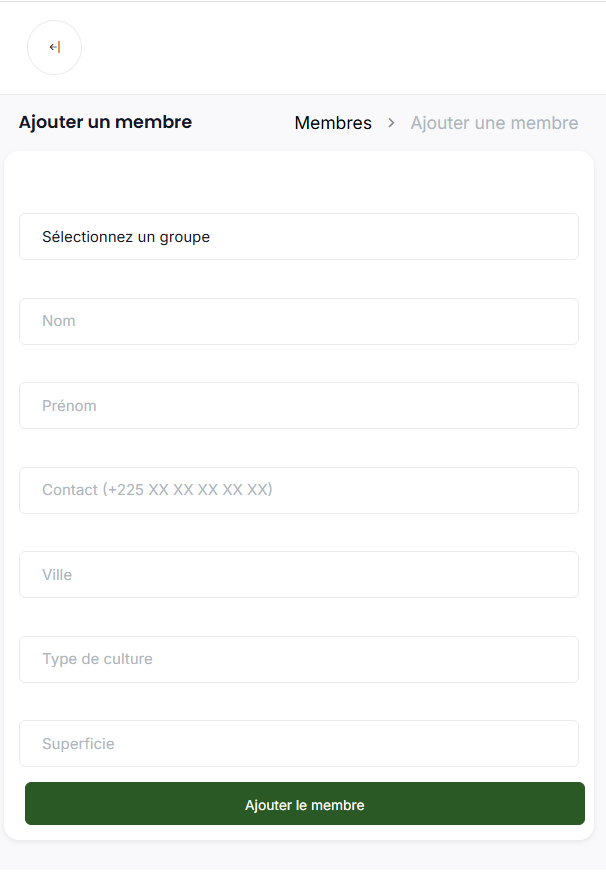 Ajouter un membre
Membres > Ajouter une membre
Sélectionnez un groupe
Nom
Prénom
Contact (+225 XX XX XX XX XX)
Ville
Type de culture
Superficie
Ajouter le membre